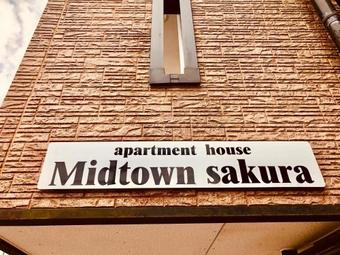 apartment house
Midtown sakura